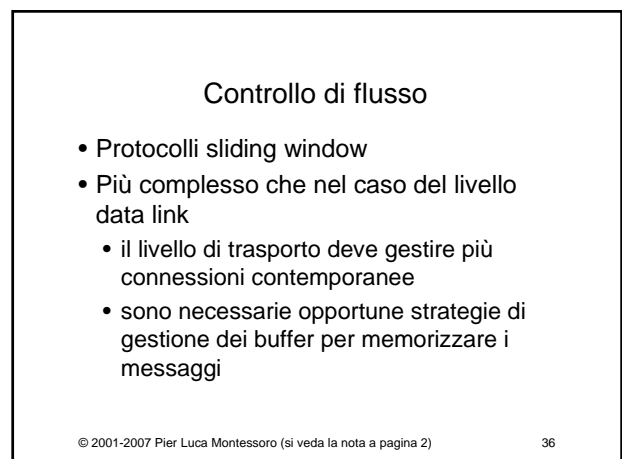 Controllo di flusso
• Protocolli sliding window
• Più complesso che nel caso del livello
data link
• il livello di trasporto deve gestire più
connessioni contemporanee
• sono necessarie opportune strategie di
gestione dei buffer per memorizzare i
messaggi
© 2001-2007 Pier Luca Montessoro (si veda la nota a pagina 2) 36